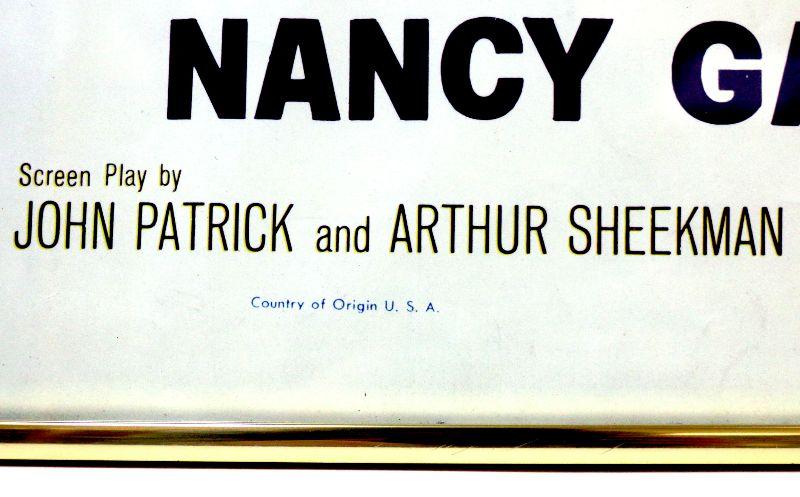 NANCY G
Screen Play by
JOHN PATRICK and ARTHUR SHEEKMAN
Country of Origin U. S. A.